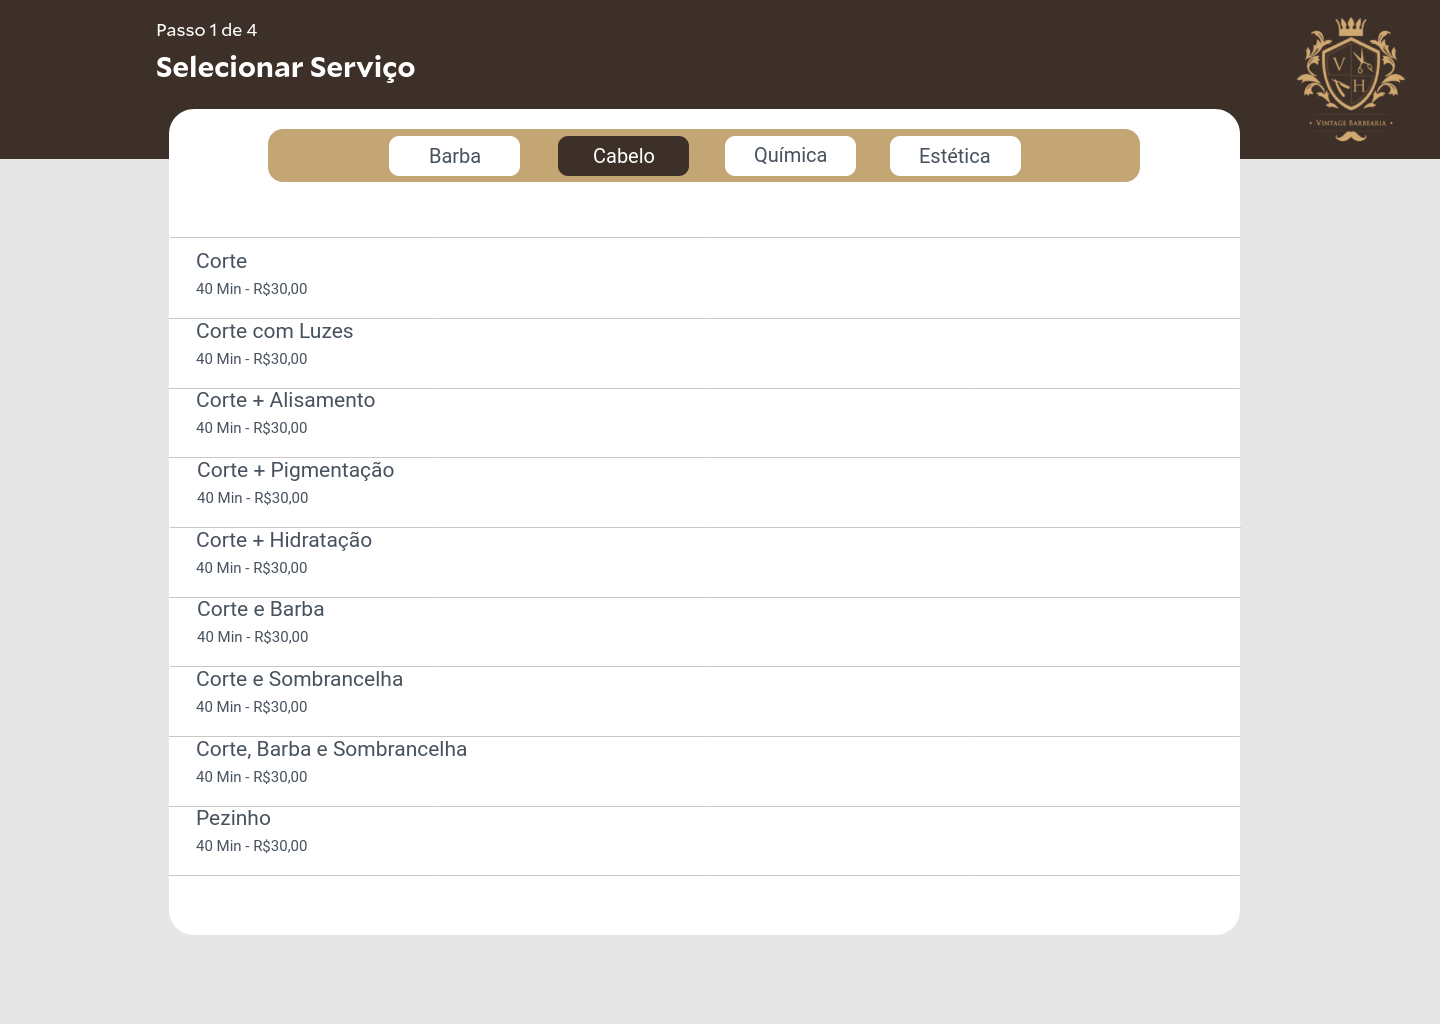 Passo 1 de 4
Selecionar Serviço
V
H
• VINTAGE BARBEARIA •
Barba
Cabelo
Química
Estética
Corte
40 Min - R$30,00
Corte com Luzes
40 Min - R$30,00
Corte + Alisamento
40 Min - R$30,00
Corte + Pigmentação
40 Min - R$30,00
Corte + Hidratação
40 Min - R$30,00
Corte e Barba
40 Min - R$30,00
Corte e Sombrancelha
40 Min - R$30,00
Corte, Barba e Sombrancelha
40 Min - R$30,00
Pezinho
40 Min - R$30,00